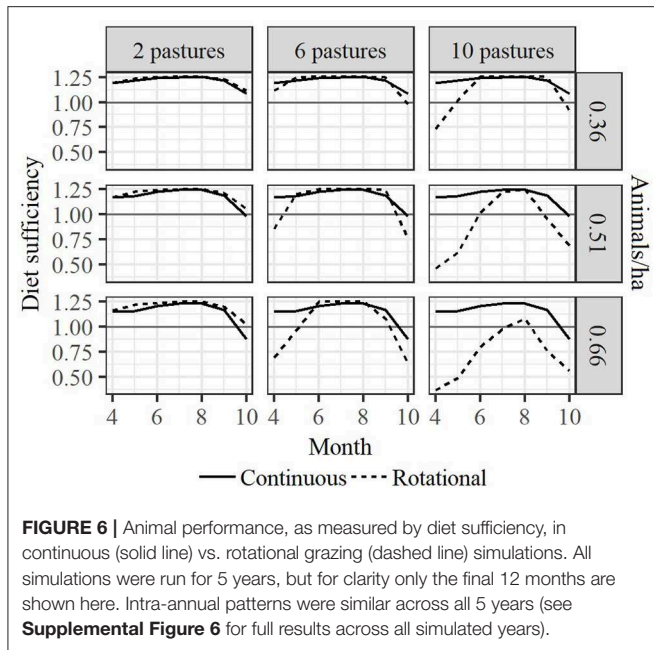 2 pastures 6 pastures 10 pastures
1.25
1.00
0.75
0.50
0.36
1.25
1.00
0.75
0.50
0.51
1.25
1.00
0.75
0.50
0.66
Diet sufficiency
Animals/ha
4 6 8 10 4 6 8 10 4 6 8 10
Month
Continuous Rotational
FIGURE 6 | Animal performance, as measured by diet sufficiency, in
continuous (solid line) vs. rotational grazing (dashed line) simulations. All
simulations were run for 5 years, but for clarity only the final 12 months are
shown here. Intra-annual patterns were similar across all 5 years (see
Supplemental Figure 6 for full results across all simulated years).